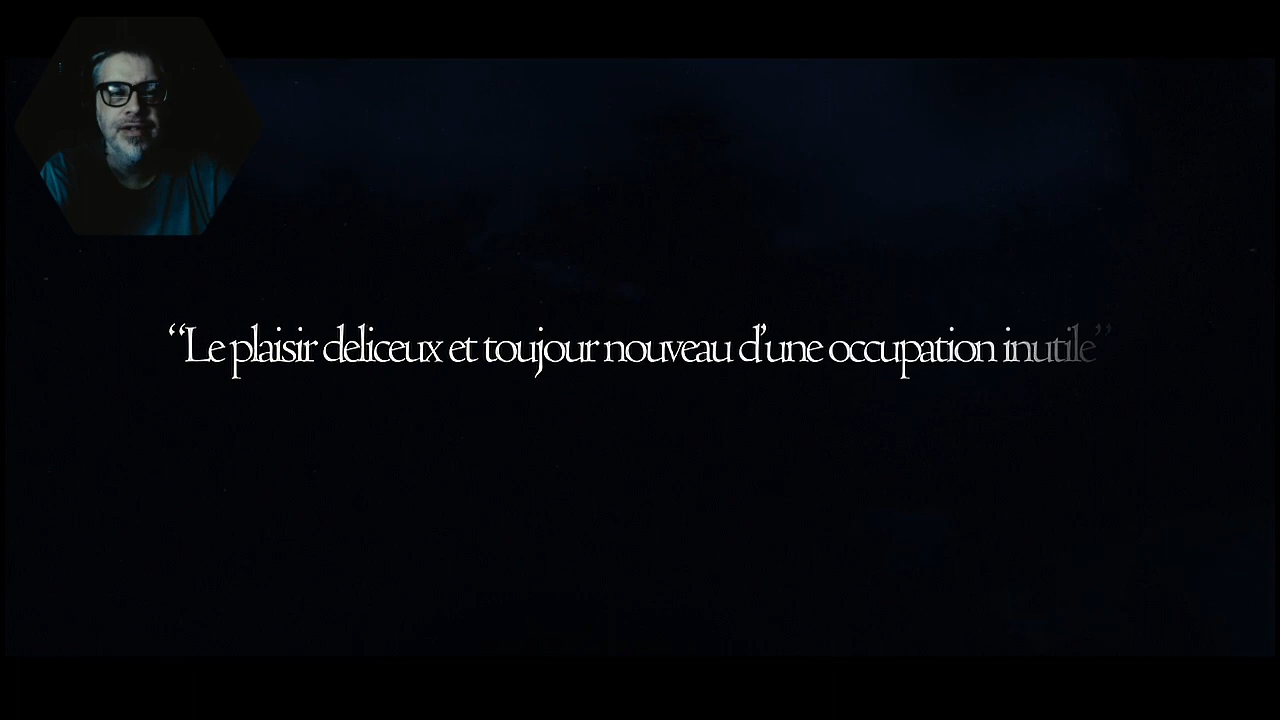 “Le plaisir deliceux et toujour nouveau d’une occupation inutile”